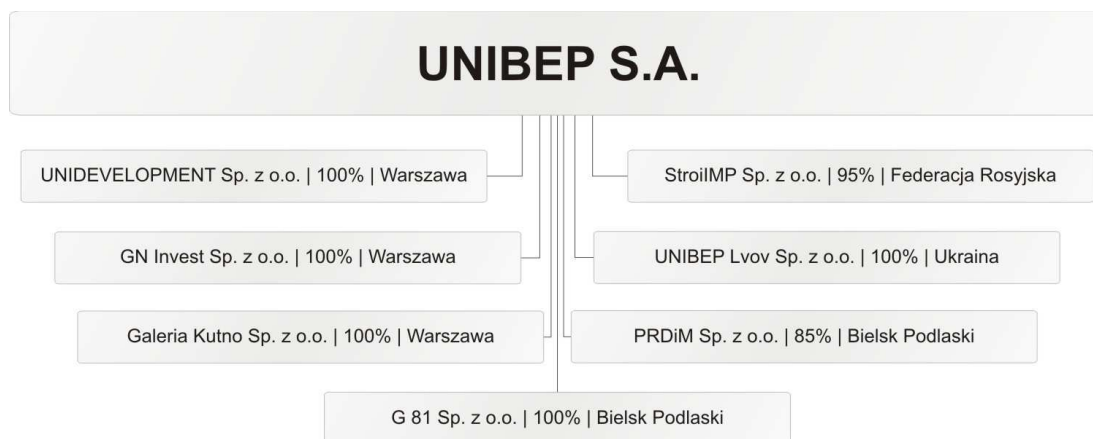 UNIBEP S.A.
UNIDEVELOPMENT Sp. z o.o. | 100% | Warszawa
StroiIMP Sp. z o.o. | 95% | Federacja Rosyjska
GN Invest Sp. z o.o. | 100% | Warszawa
UNIBEP Lvov Sp. z o.o. | 100% | Ukraina
Galeria Kutno Sp. z o.o. | 100% | Warszawa
PRDiM Sp. z o.o. | 85% | Bielsk Podlaski
G 81 Sp. z o.o. | 100% | Bielsk Podlaski